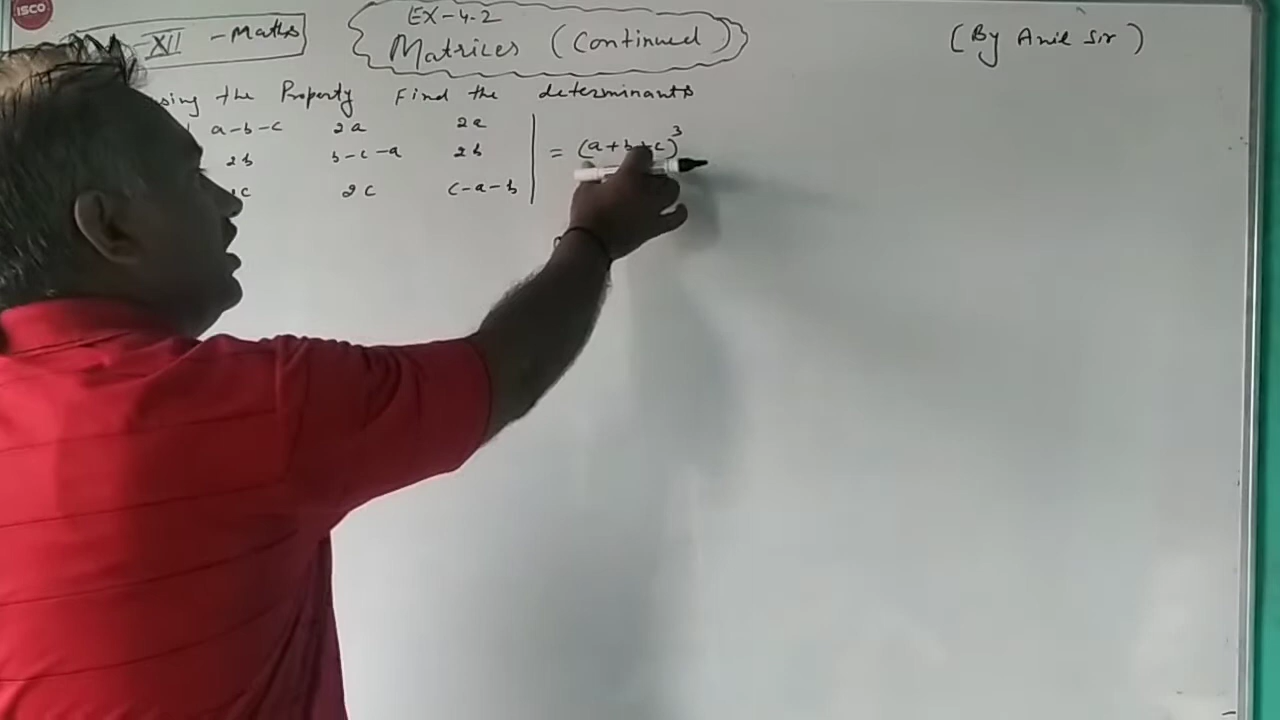 ISCO
XII - Maths
EX-4.2
Matrices (Continued)
(By Anil Sir)
the Property Find the determinants
a-b-c 2a 2a
2b b-c-a 2b = (a+b+c)³
2c c-a-b